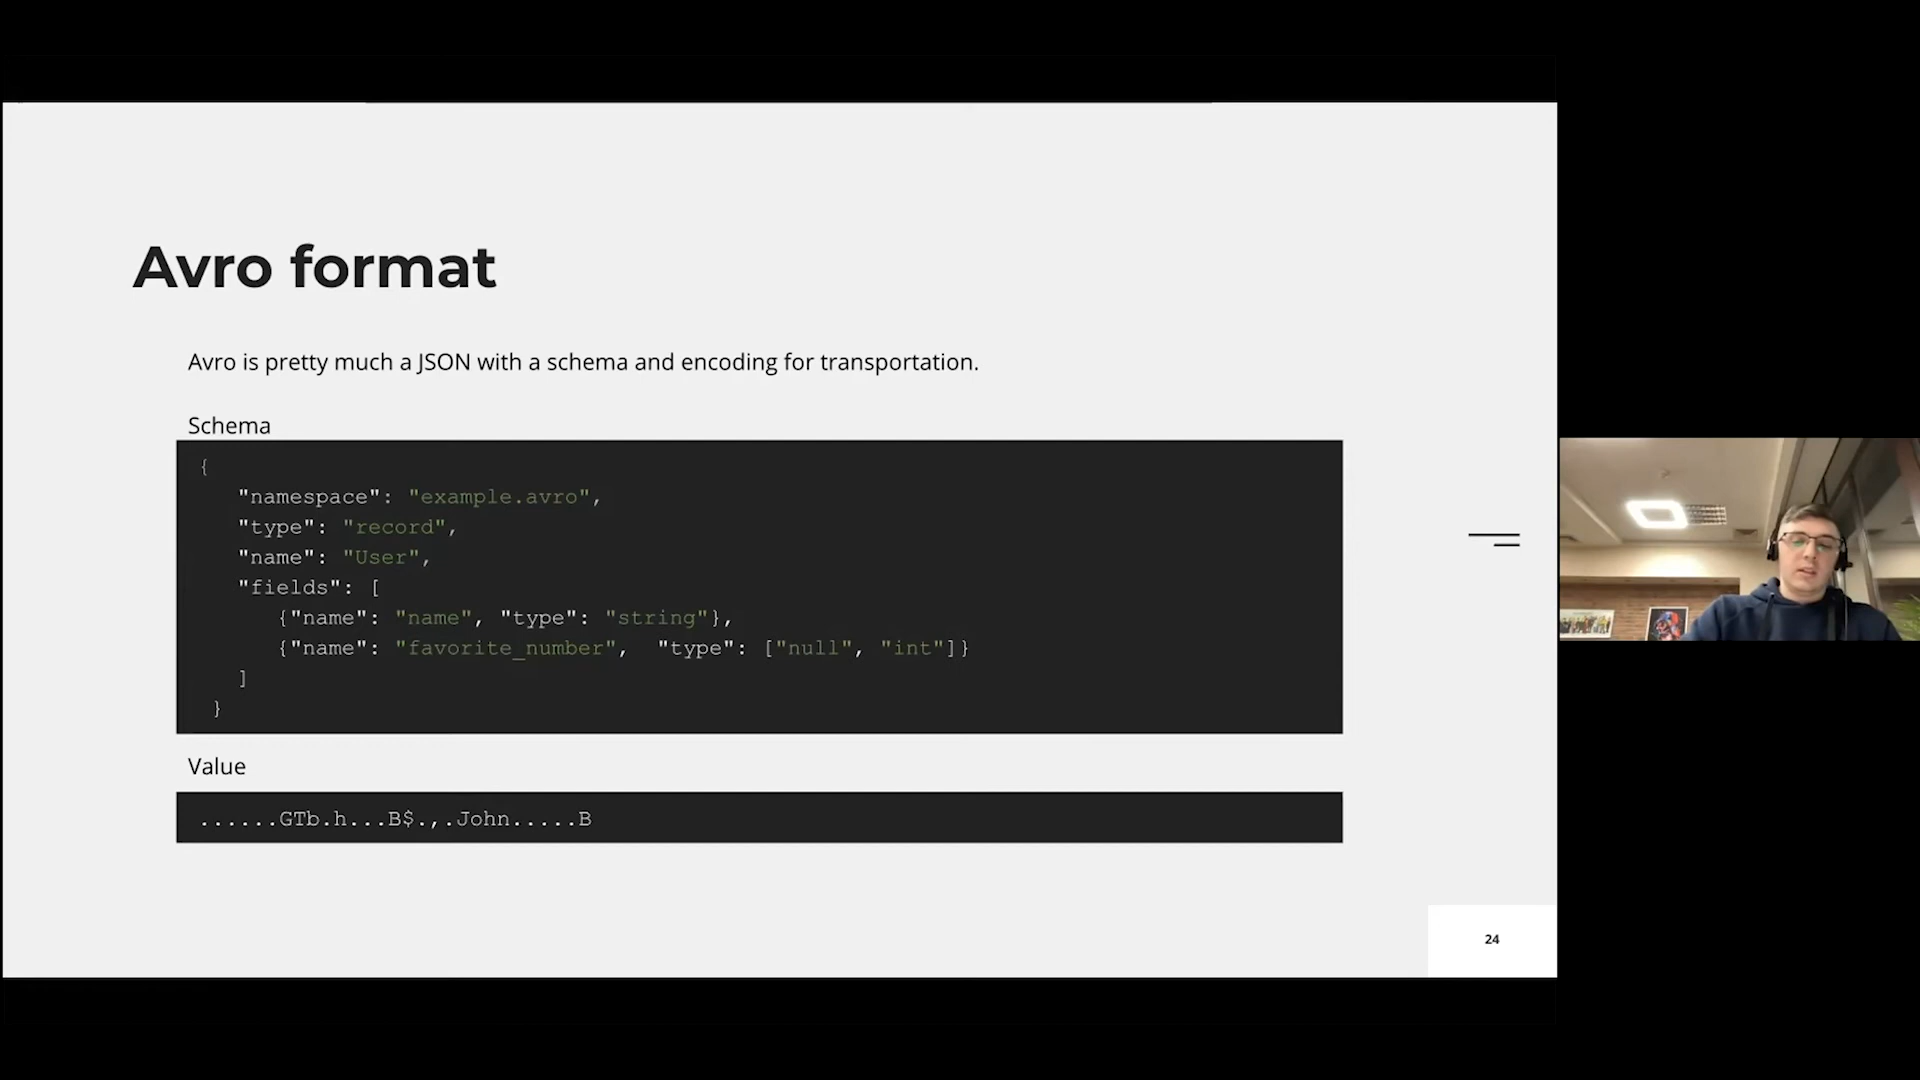 Avro format
Avro is pretty much a JSON with a schema and encoding for transportation.
Schema
{
"namespace": "example.avro",
"type": "record",
"name": "User",
"fields": [
{"name": "name", "type": "string"},
{"name": "favorite_number", "type": ["null", "int"]}
]
}
Value
......GTb.h...B$.,.John.....B
24